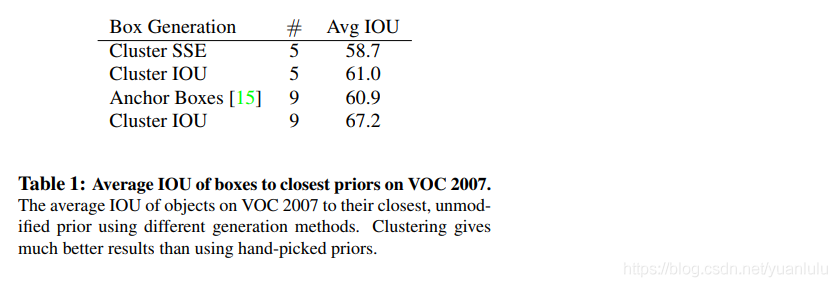 Box Generation # Avg IOU
Cluster SSE 5 58.7
Cluster IOU 5 61.0
Anchor Boxes [15] 9 60.9
Cluster IOU 9 67.2
Table 1: Average IOU of boxes to closest priors on VOC 2007.
The average IOU of objects on VOC 2007 to their closest, unmod-
ified prior using different generation methods. Clustering gives
much better results than using hand-picked priors.
https://blog.csdn.net/yuanlulu